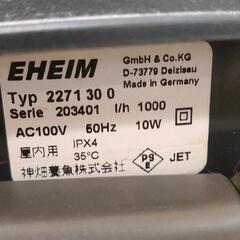 EHEIM
GmbH & Co.KG
D-73779 Deizisau
Made in Germany
Typ 2271 30 0
Serie 203401 l/h 1000
AC100V 50Hz 10W
屋内用 IPX4
35°C
PS E JET
神畑養魚株式会社